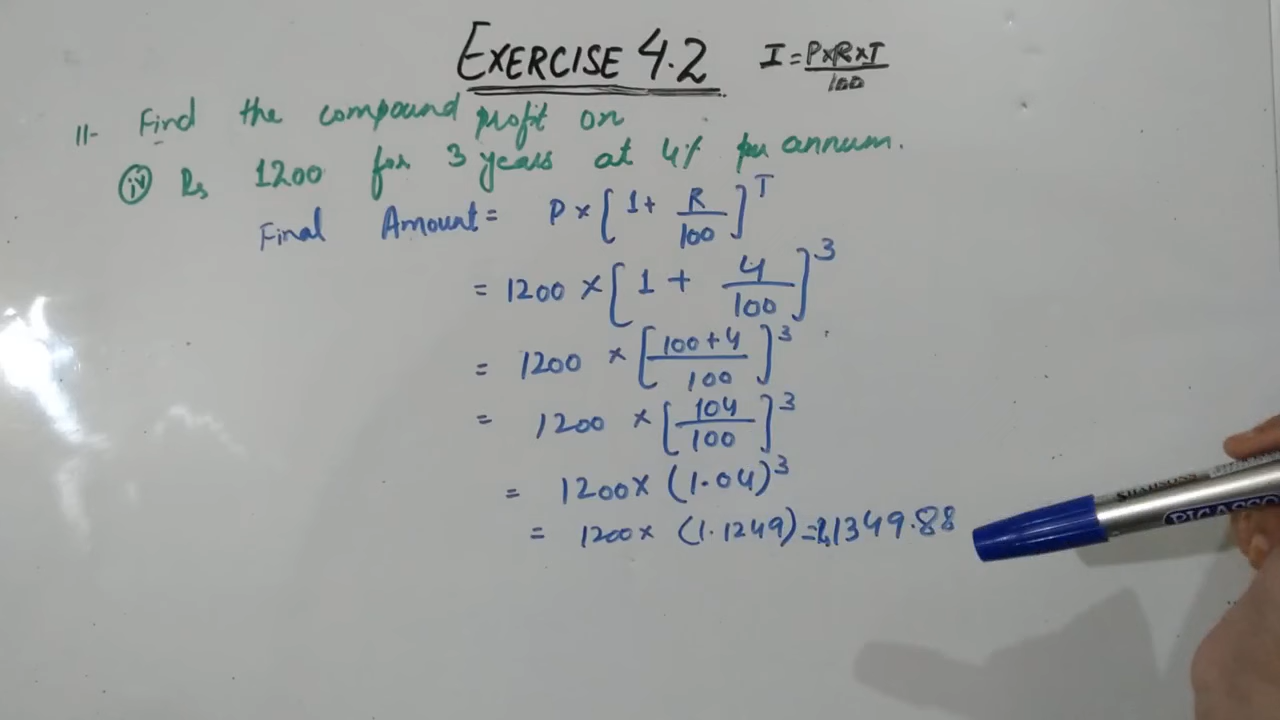 EXERCISE 4.2 I = P×R×T/100
11- Find the compound profit on
(iv) Rs 1200 for 3 years at 4% per annum.
Final Amount = P × [1 + R/100]^T
= 1200 × [1 + 4/100]^3
= 1200 × [100+4/100]^3
= 1200 × [104/100]^3
= 1200 × (1.04)^3
= 1200 × (1.1249) = 1349.88
PICASSO